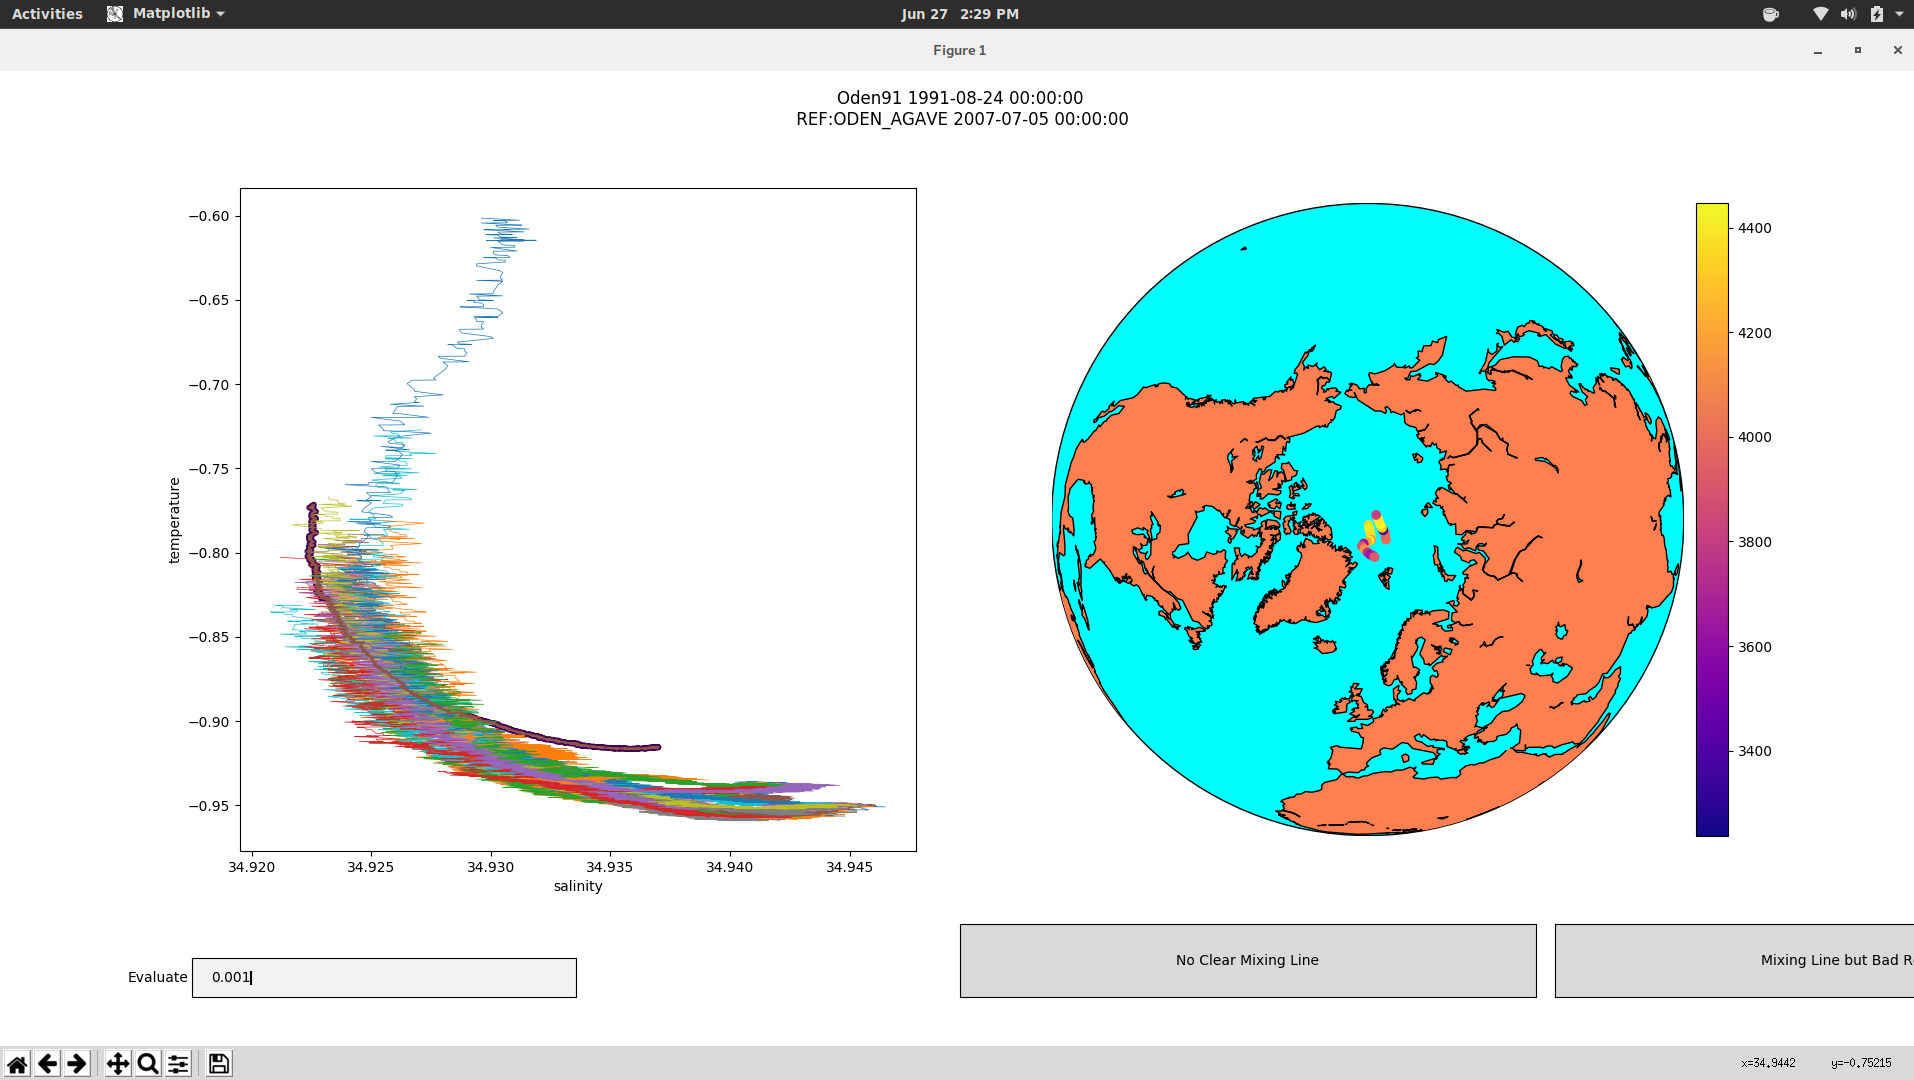 Activities
Matplotlib
Jun 27 2:29 PM
Figure 1
Oden91 1991-08-24 00:00:00
REF:ODEN_AGAVE 2007-07-05 00:00:00
temperature
−0.60
−0.65
−0.70
−0.75
−0.80
−0.85
−0.90
−0.95
34.920
34.925
34.930
34.935
34.940
34.945
salinity
4400
4200
4000
3800
3600
3400
Evaluate
0.001
No Clear Mixing Line
Mixing Line but Bad R
x=34.9442 y=-0.75215